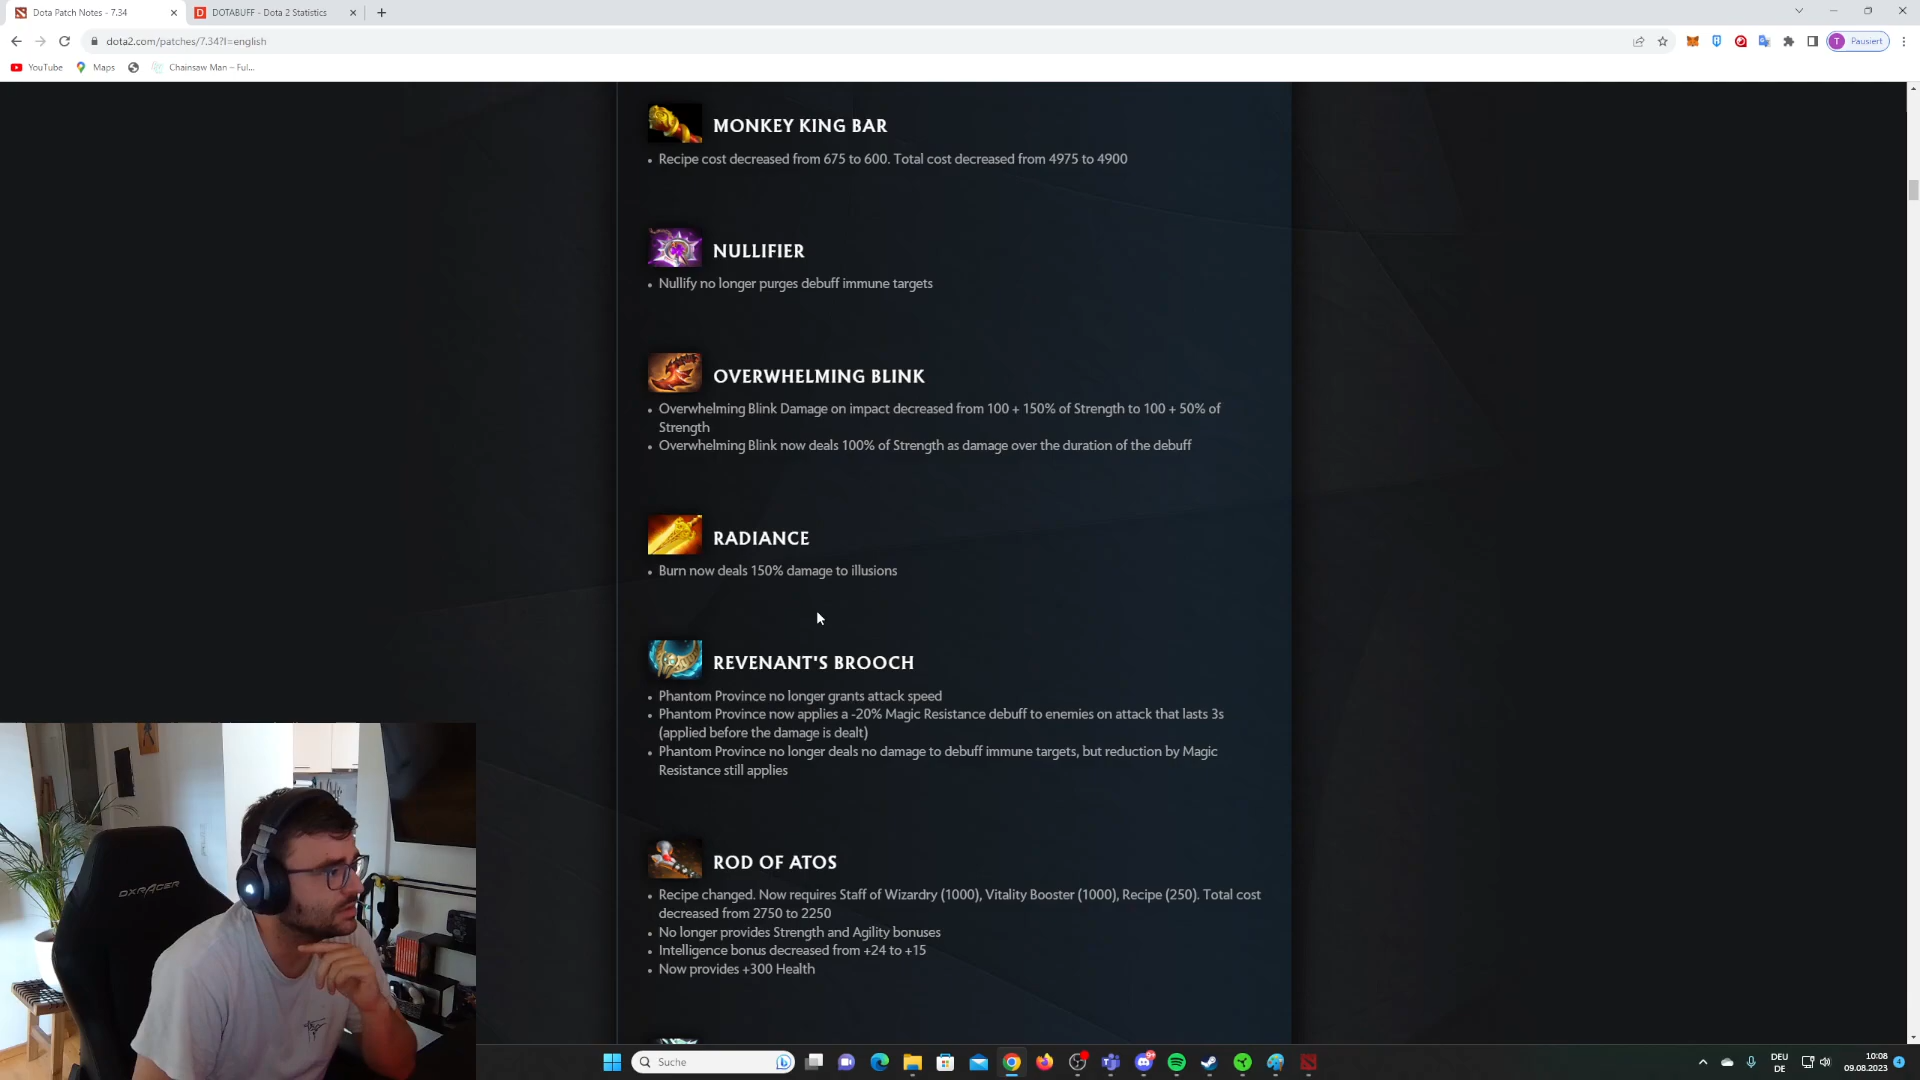 Dota Patch Notes - 7.34
DOTABUFF - Dota 2 Statistics
dota2.com/patches/7.34?l=english
Pausiert
YouTube
Maps
Chainsaw Man – Ful...
MONKEY KING BAR
• Recipe cost decreased from 675 to 600. Total cost decreased from 4975 to 4900
NULLIFIER
• Nullify no longer purges debuff immune targets
OVERWHELMING BLINK
• Overwhelming Blink Damage on impact decreased from 100 + 150% of Strength to 100 + 50% of
Strength
• Overwhelming Blink now deals 100% of Strength as damage over the duration of the debuff
RADIANCE
• Burn now deals 150% damage to illusions
REVENANT'S BROOCH
• Phantom Province no longer grants attack speed
• Phantom Province now applies a -20% Magic Resistance debuff to enemies on attack that lasts 3s
(applied before the damage is dealt)
• Phantom Province no longer deals no damage to debuff immune targets, but reduction by Magic
Resistance still applies
ROD OF ATOS
• Recipe changed. Now requires Staff of Wizardry (1000), Vitality Booster (1000), Recipe (250). Total cost
decreased from 2750 to 2250
• No longer provides Strength and Agility bonuses
• Intelligence bonus decreased from +24 to +15
• Now provides +300 Health
DXRACER
Suche
DEU
DE
10:08
09.08.2023
4